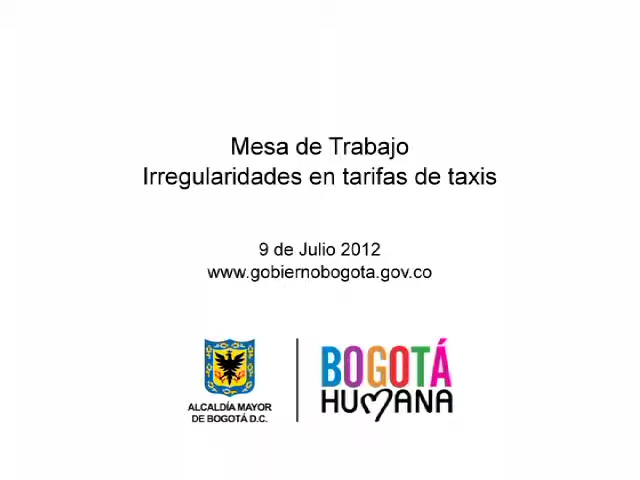 Mesa de Trabajo
Irregularidades en tarifas de taxis
9 de Julio 2012
www.gobiernobogota.gov.co
ALCALDÍA MAYOR
DE BOGOTÁ D.C.
BOGOTÁ
HUMANA